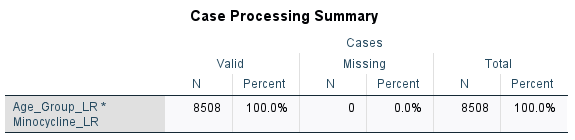 Case Processing Summary
Cases
Valid Missing Total
N Percent N Percent N Percent
Age_Group_LR * 8508 100.0% 0 0.0% 8508 100.0%
Minocycline_LR